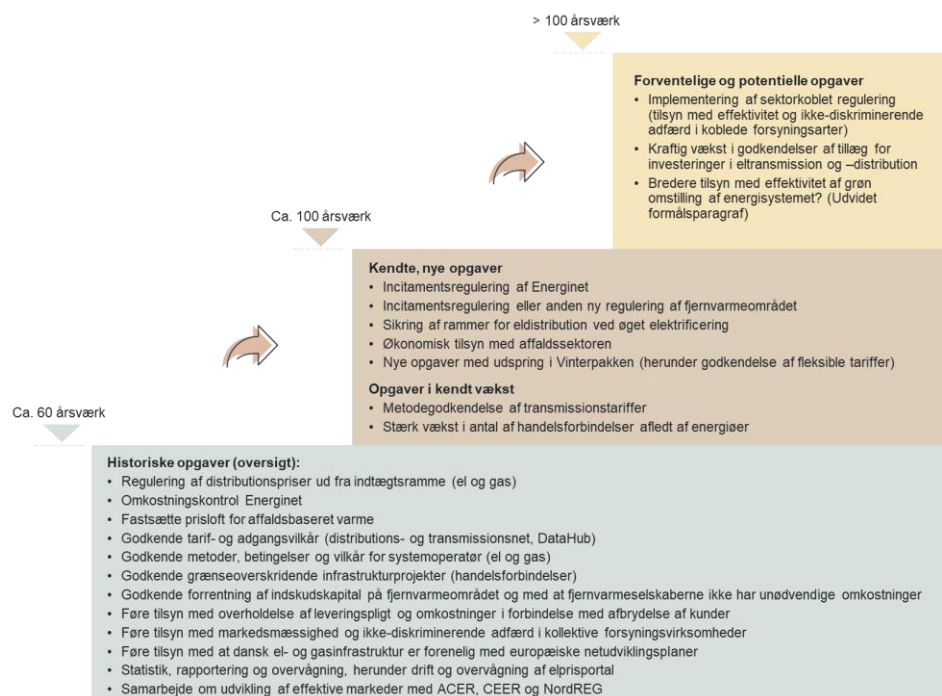 > 100 årsværk
Forventelige og potentielle opgaver
• Implementering af sektorkoblet regulering
(tilsyn med effektivitet og ikke-diskriminerende
adfærd i koblede forsyningsarter)
• Kraftig vækst i godkendelser af tillæg for
investeringer i eltransmission og –distribution
• Bredere tilsyn med effektivitet af grøn
omstilling af energisystemet? (Udvidet
formålsparagraf)
Ca. 100 årsværk
Kendte, nye opgaver
• Incitamentsregulering af Energinet
• Incitamentsregulering eller anden ny regulering af fjernvarmeområdet
• Sikring af rammer for eldistribution ved øget elektrificering
• Økonomisk tilsyn med affaldssektoren
• Nye opgaver med udspring i Vinterpakken (herunder godkendelse af fleksible tariffer)
Opgaver i kendt vækst
• Metodegodkendelse af transmissionstariffer
• Stærk vækst i antal af handelsforbindelser afledt af energiøer
Ca. 60 årsværk
Historiske opgaver (oversigt):
• Regulering af distributionspriser ud fra indtægtsramme (el og gas)
• Omkostningskontrol Energinet
• Fastsætte prisloft for affaldsbaseret varme
• Godkende tarif- og adgangsvilkår (distributions- og transmissionsnet, DataHub)
• Godkende metoder, betingelser og vilkår for systemoperatør (el og gas)
• Godkende grænseoverskridende infrastrukturprojekter (handelsforbindelser)
• Godkende forrentning af indskudskapital på fjernvarmeområdet og med at fjernvarmeselskaberne ikke har unødvendige omkostninger
• Føre tilsyn med overholdelse af leveringspligt og omkostninger i forbindelse med afbrydelse af kunder
• Føre tilsyn med markedsmæssighed og ikke-diskriminerende adfærd i kollektive forsyningsvirksomheder
• Føre tilsyn med at dansk el- og gasinfrastruktur er forenelig med europæiske netudviklingsplaner
• Statistik, rapportering og overvågning, herunder drift og overvågning af elprisportal
• Samarbejde om udvikling af effektive markeder med ACER, CEER og NordREG